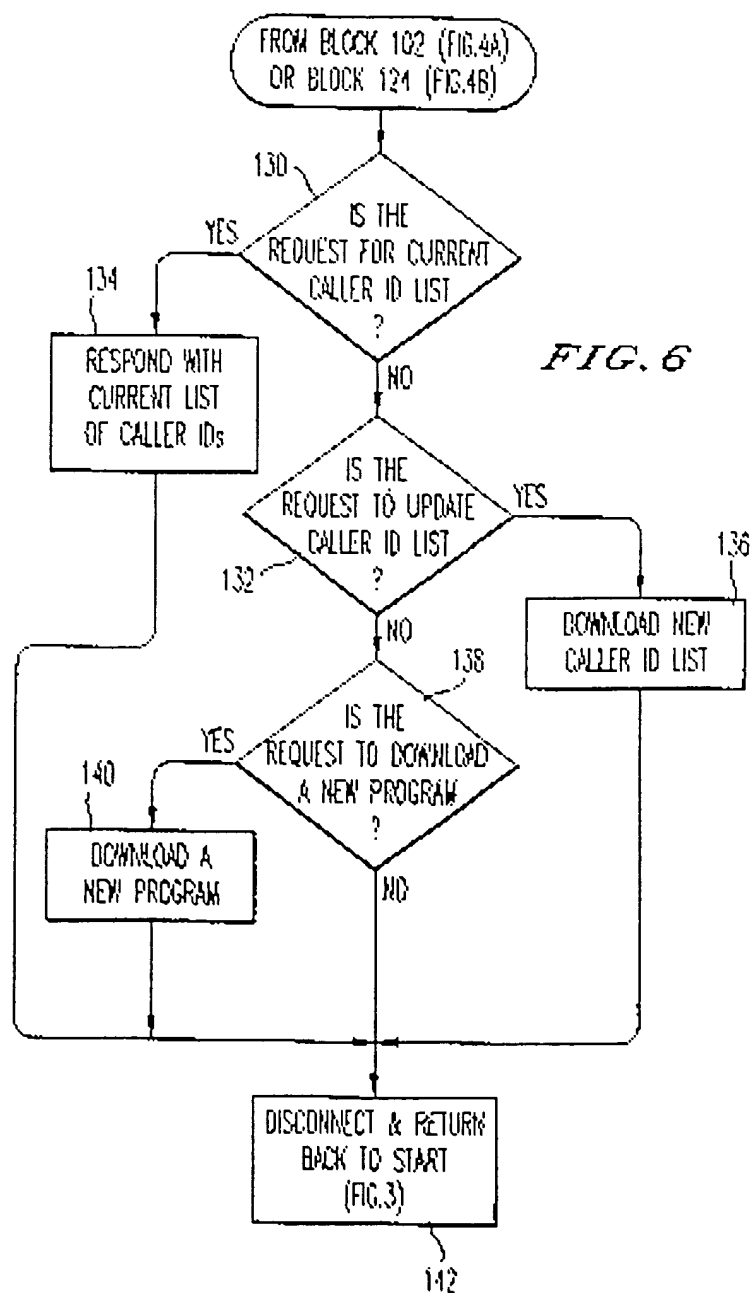 FROM BLOCK 102 (FIG.4A)
OR BLOCK 124 (FIG.4B)
130
IS THE
REQUEST FOR CURRENT
CALLER ID LIST
?
YES
NO
134
RESPOND WITH
CURRENT LIST
OF CALLER IDs
FIG. 6
IS THE
REQUEST TO UPDATE
CALLER ID LIST
?
YES
132
NO
136
DOWNLOAD NEW
CALLER ID LIST
138
IS THE
REQUEST TO DOWNLOAD
A NEW PROGRAM
?
YES
NO
140
DOWNLOAD A
NEW PROGRAM
DISCONNECT & RETURN
BACK TO START
(FIG.3)
142